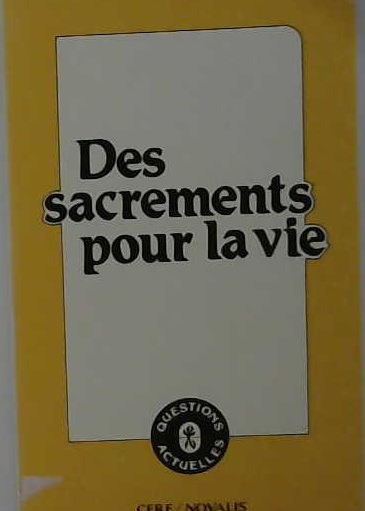 Des
sacrements
pour la vie
QUESTIONS
ACTUELLES
CERF / NOVALIS